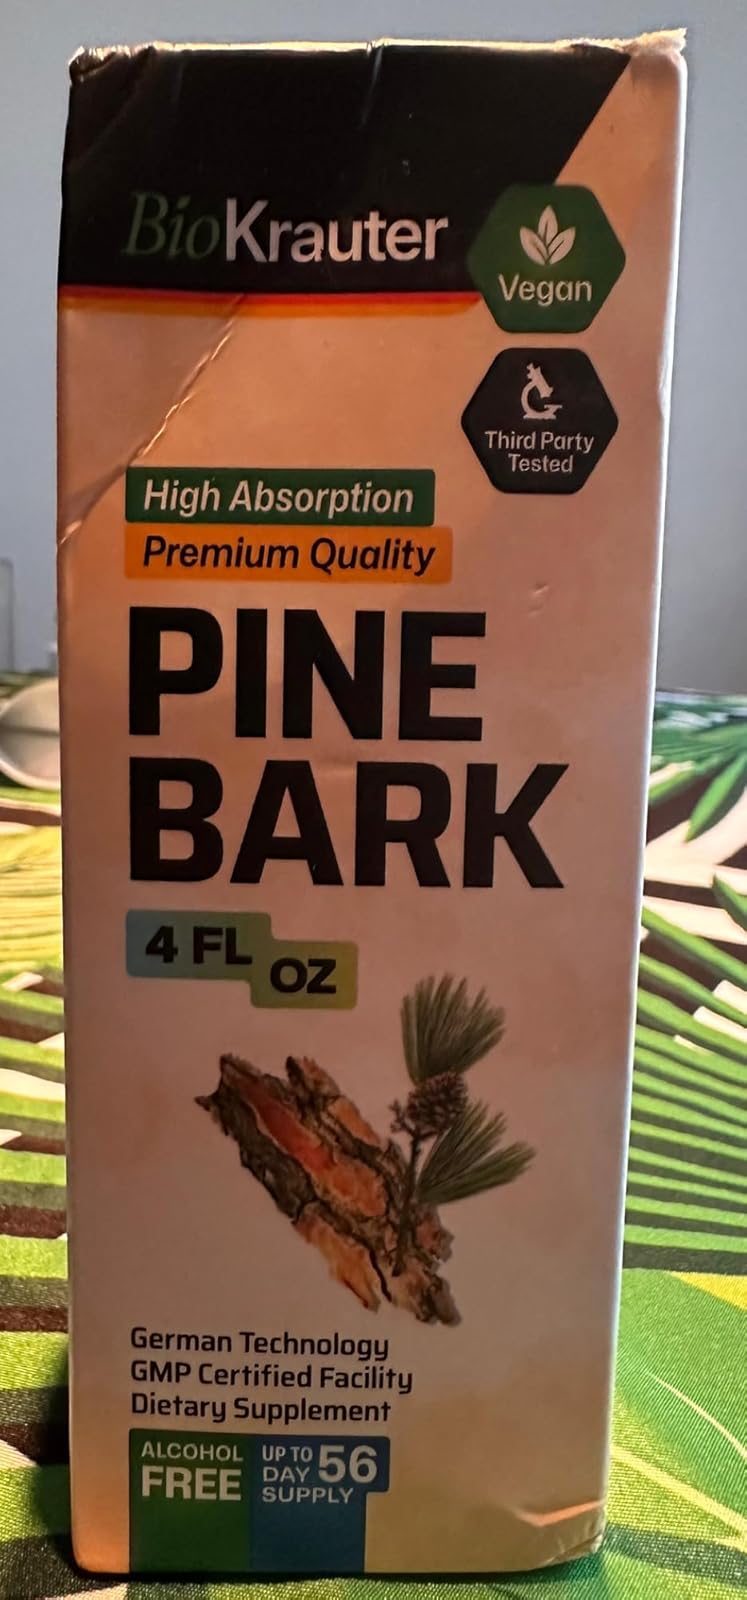 BioKrauter
Vegan
Third Party
Tested
High Absorption
Premium Quality
PINE
BARK
4 FL OZ
German Technology
GMP Certified Facility
Dietary Supplement
ALCOHOL
FREE
UP TO
DAY 56
SUPPLY